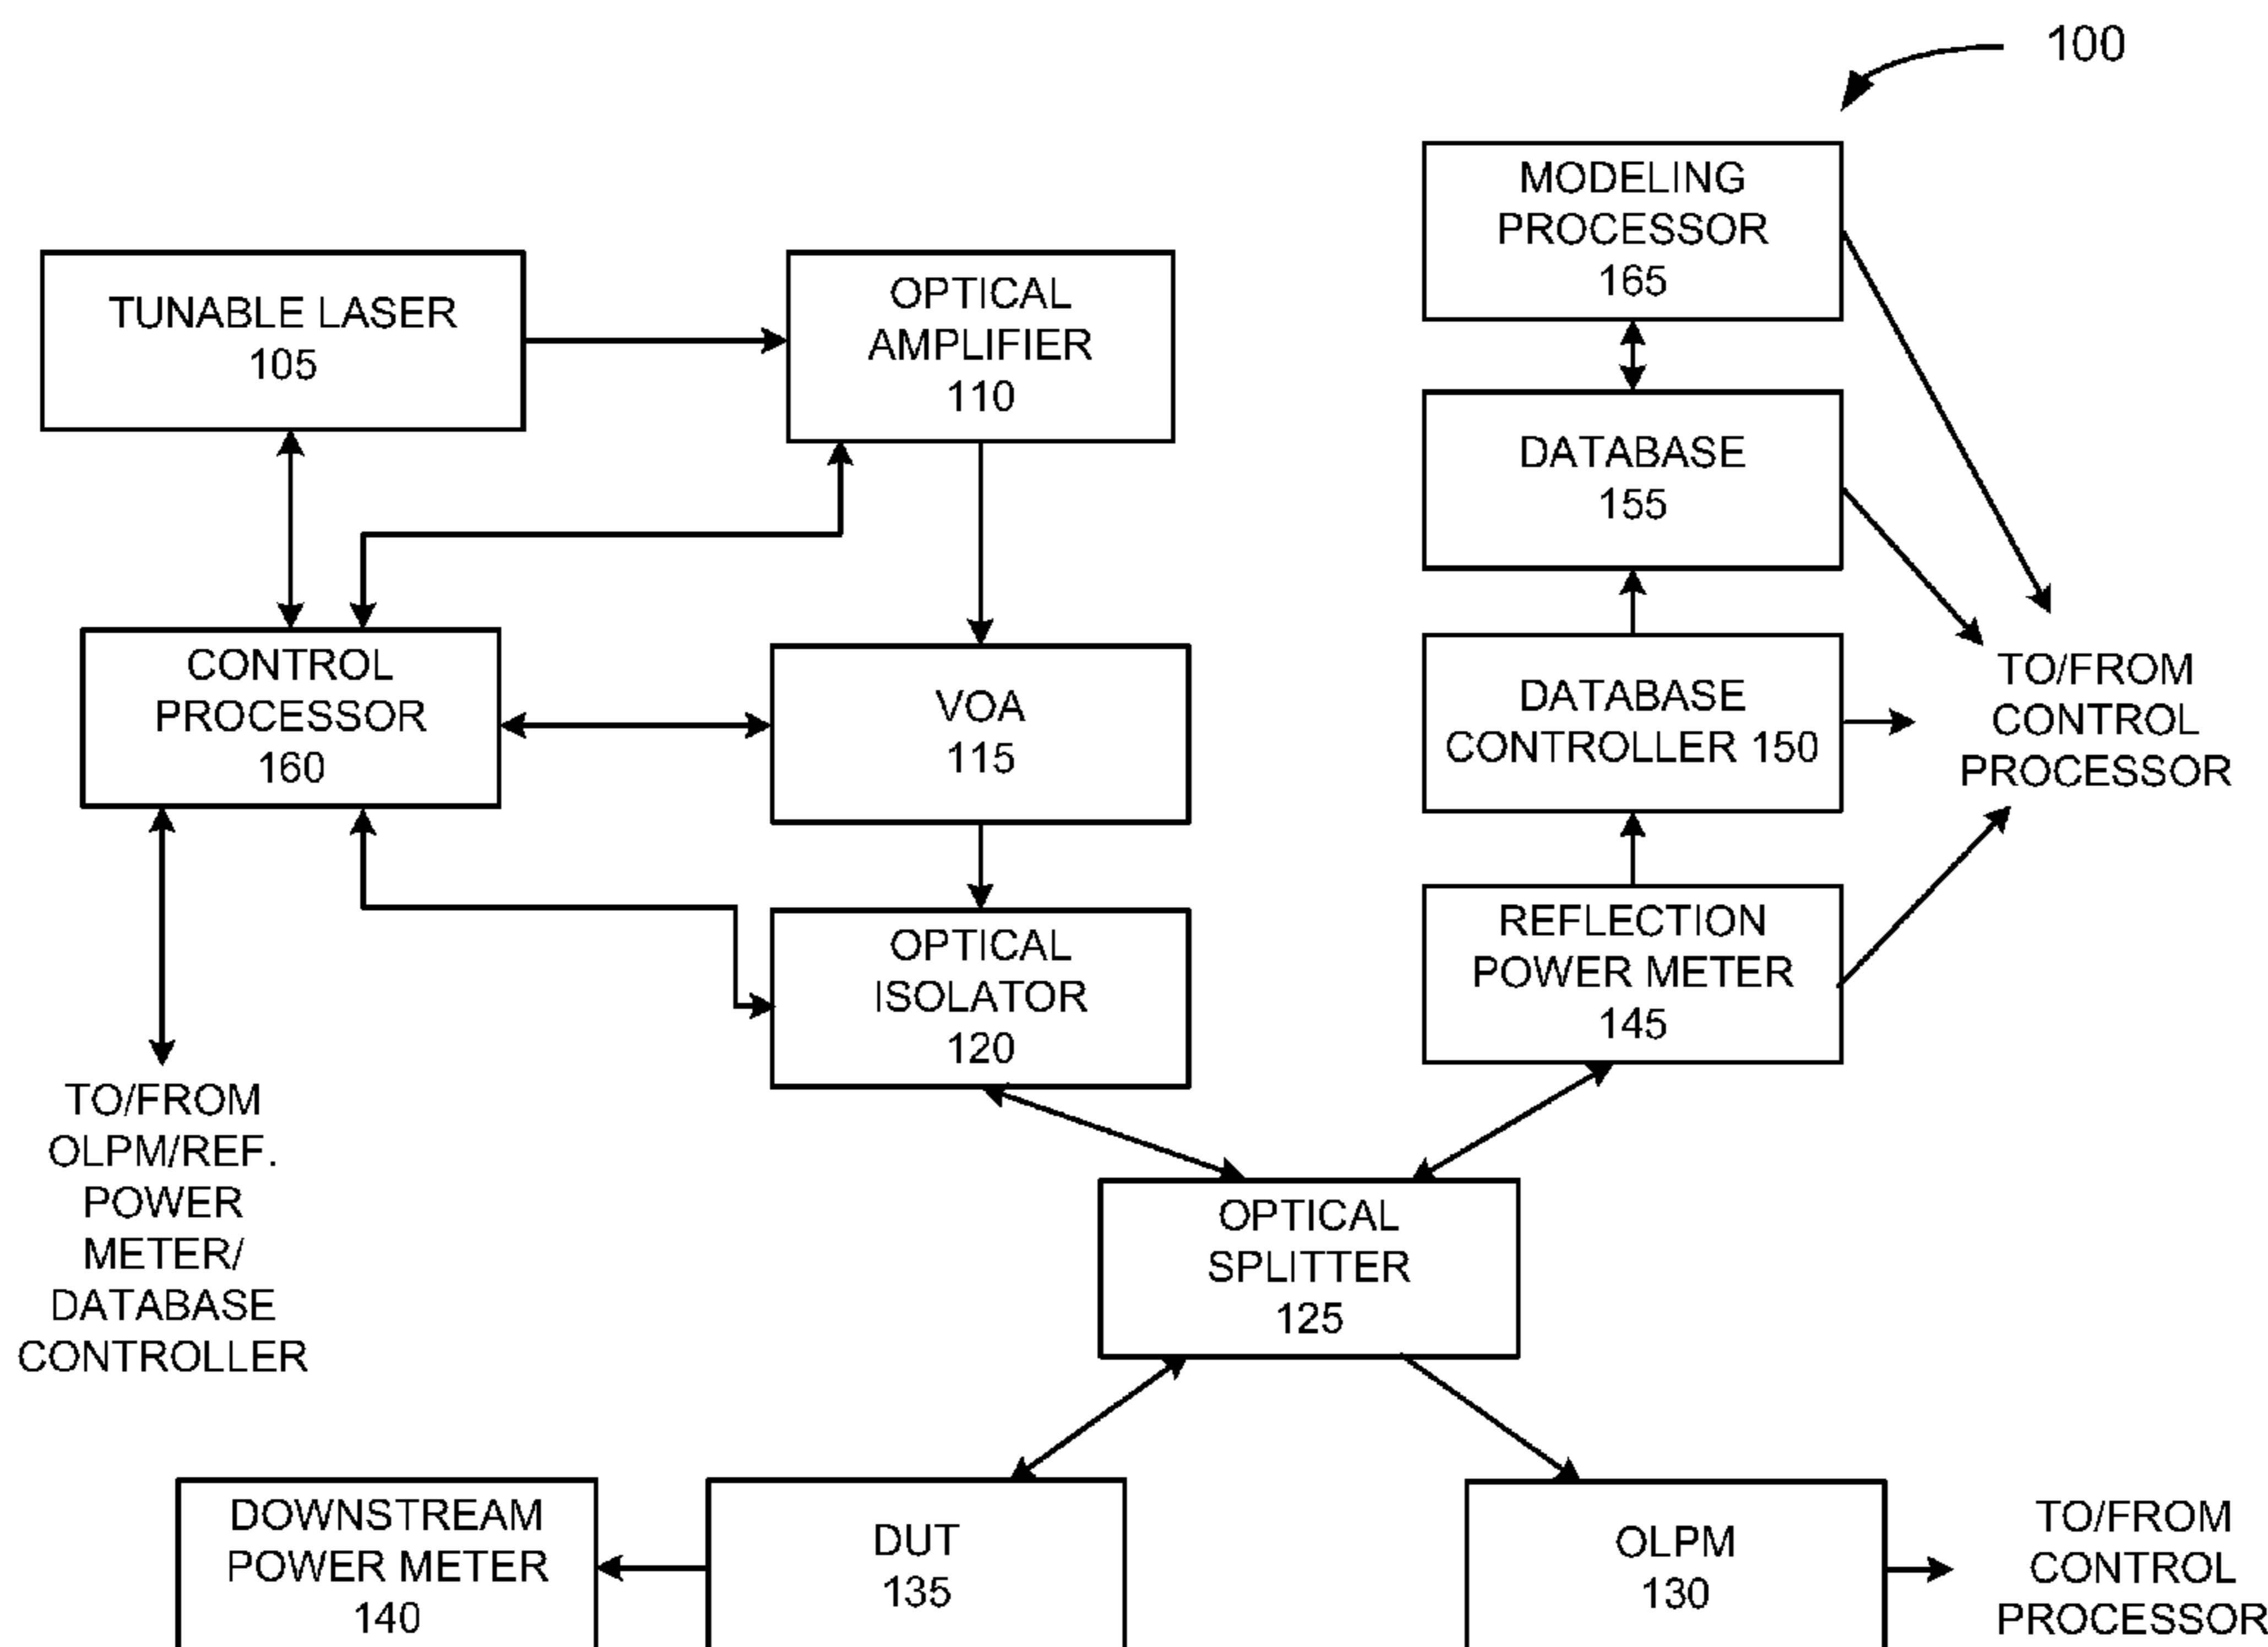 100
MODELING
PROCESSOR
165
TUNABLE LASER
105
OPTICAL
AMPLIFIER
110
DATABASE
155
CONTROL
PROCESSOR
160
VOA
115
DATABASE
CONTROLLER 150
TO/FROM
CONTROL
PROCESSOR
OPTICAL
ISOLATOR
120
REFLECTION
POWER METER
145
TO/FROM
OLPM/REF.
POWER
METER/
DATABASE
CONTROLLER
OPTICAL
SPLITTER
125
DOWNSTREAM
POWER METER
140
DUT
135
OLPM
130
TO/FROM
CONTROL
PROCESSOR